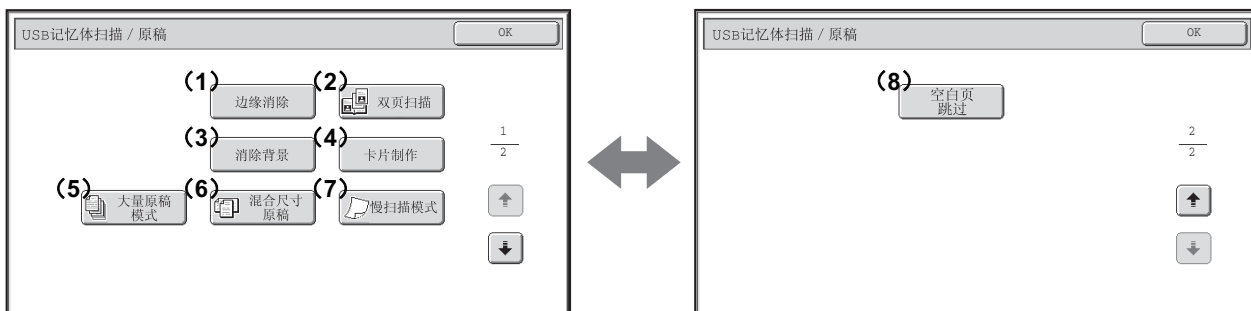 USB记忆体扫描 / 原稿
OK
(1)
边缘消除
(2)
双页扫描
(3)
消除背景
(4)
卡片制作
(5)
大量原稿
模式
(6)
混合尺寸
原稿
(7)
慢扫描模式
1
2
USB记忆体扫描 / 原稿
OK
(8)
空白页
跳过
2
2